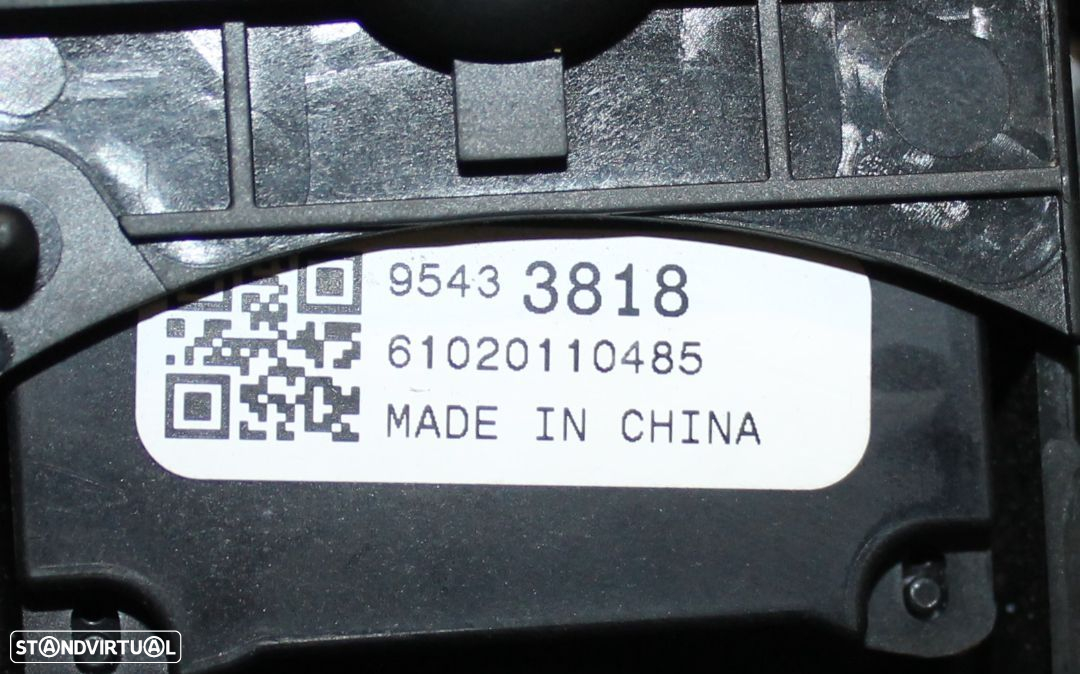 9543 3818
61020110485
MADE IN CHINA
STANDVIRTUAL